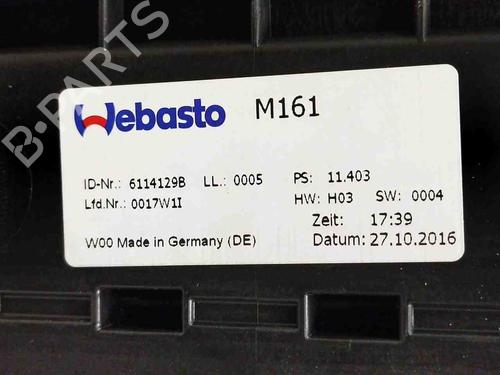 B-PARTS
Webasto M161
ID-Nr.: 6114129B LL.: 0005 PS: 11.403
Lfd.Nr.: 0017W1I HW: H03 SW: 0004
Zeit: 17:39
W00 Made in Germany (DE) Datum: 27.10.2016